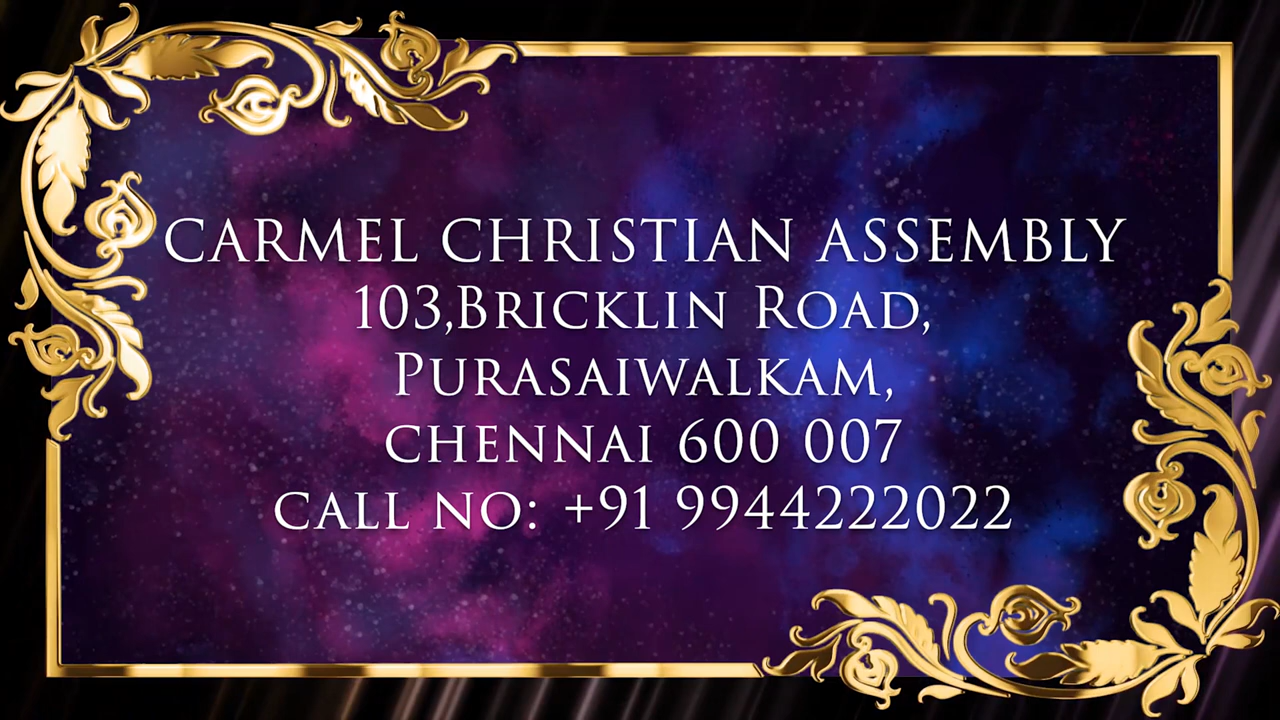 CARMEL CHRISTIAN ASSEMBLY
103,BRICKLIN ROAD,
PURASAIWALKAM,
CHENNAI 600 007
CALL NO: +91 9944222022